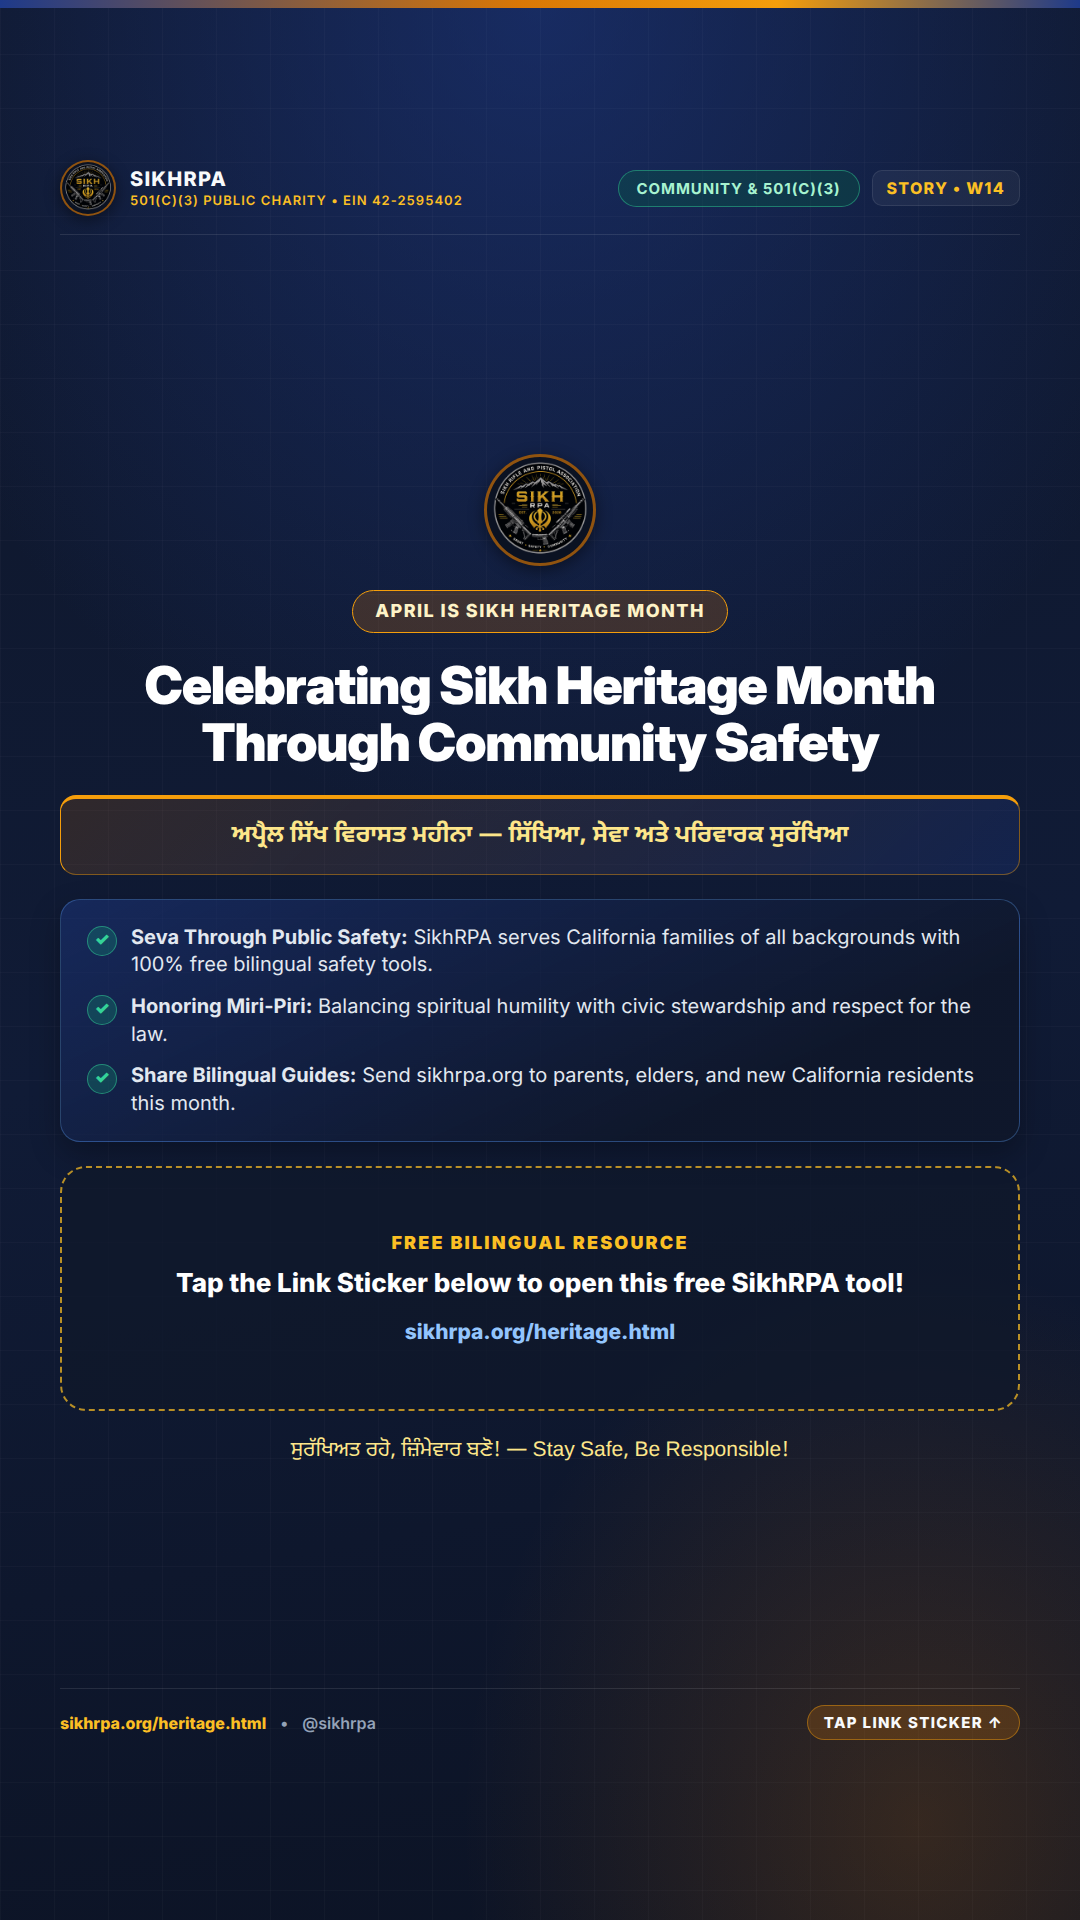 SIKHRPA
501(C)(3) PUBLIC CHARITY • EIN 42-2595402
COMMUNITY & 501(C)(3)
STORY • W14
SIKH RIFLE AND PISTOL ASSOCIATION
SIKH
RPA
APRIL IS SIKH HERITAGE MONTH
Celebrating Sikh Heritage Month
Through Community Safety
ਅਪ੍ਰੈਲ ਸਿੱਖ ਵਿਰਾਸਤ ਮਹੀਨਾ — ਸਿੱਖਿਆ, ਸੇਵਾ ਅਤੇ ਪਰਿਵਾਰਕ ਸੁਰੱਖਿਆ
Seva Through Public Safety: SikhRPA serves California families of all backgrounds with
100% free bilingual safety tools.
Honoring Miri-Piri: Balancing spiritual humility with civic stewardship and respect for the
law.
Share Bilingual Guides: Send sikhrpa.org to parents, elders, and new California residents
this month.
FREE BILINGUAL RESOURCE
Tap the Link Sticker below to open this free SikhRPA tool!
sikhrpa.org/heritage.html
ਸੁਰੱਖਿਅਤ ਰਹੋ, ਜ਼ਿੰਮੇਵਾਰ ਬਣੋ! — Stay Safe, Be Responsible!
sikhrpa.org/heritage.html • @sikhrpa
TAP LINK STICKER ↑